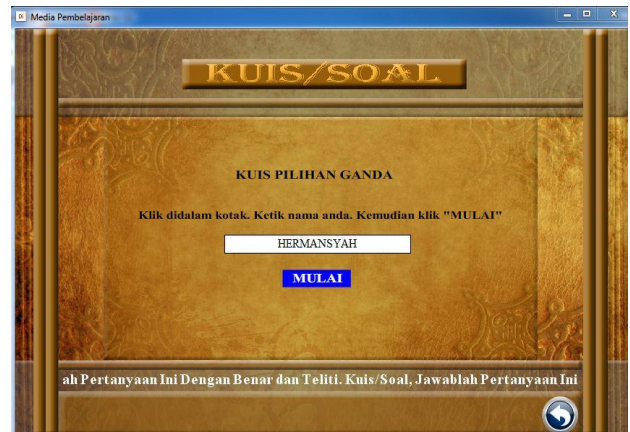 Media Pembelajaran
KUIS/SOAL
KUIS PILIHAN GANDA
Klik didalam kotak. Ketik nama anda. Kemudian klik "MULAI"
HERMANSYAH
MULAI
ah Pertanyaan Ini Dengan Benar dan Teliti. Kuis/Soal, Jawablah Pertanyaan Ini